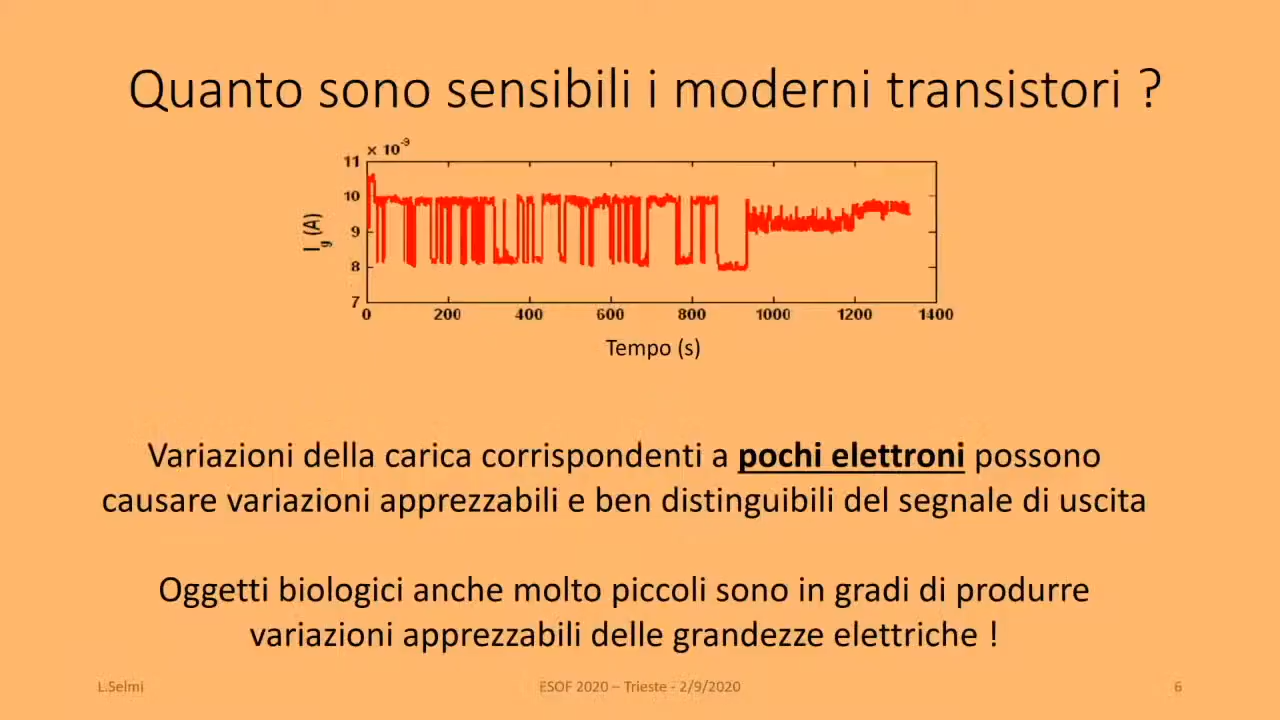 Quanto sono sensibili i moderni transistori ?
× 10⁻⁹
11
10
9
8
7
I_g (A)
0 200 400 600 800 1000 1200 1400
Tempo (s)
Variazioni della carica corrispondenti a pochi elettroni possono
causare variazioni apprezzabili e ben distinguibili del segnale di uscita
Oggetti biologici anche molto piccoli sono in gradi di produrre
variazioni apprezzabili delle grandezze elettriche !
L.Selmi ESOF 2020 – Trieste - 2/9/2020 6